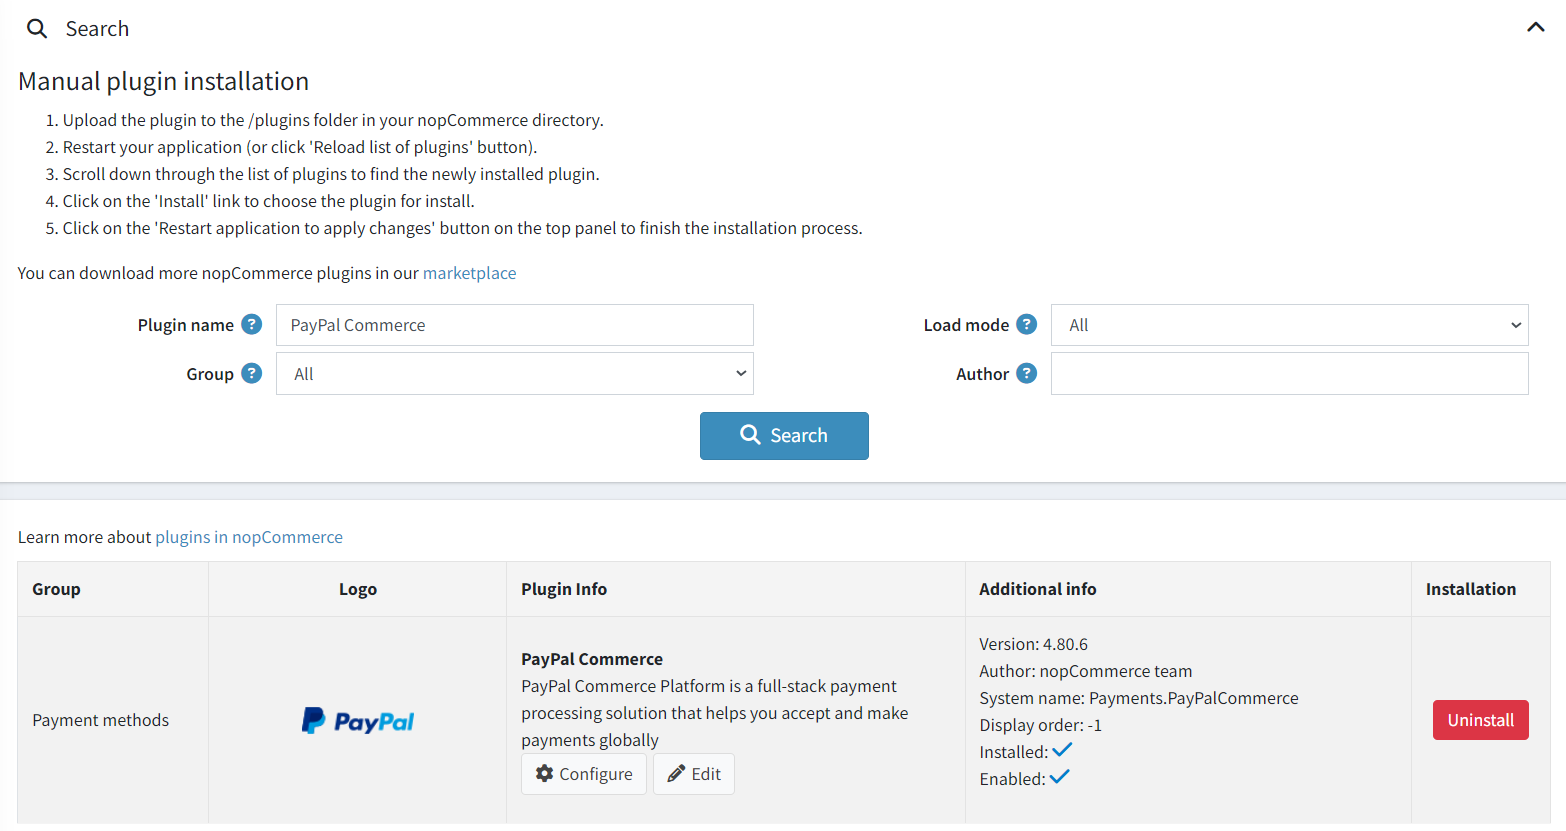 Search
Manual plugin installation
1. Upload the plugin to the /plugins folder in your nopCommerce directory.
2. Restart your application (or click 'Reload list of plugins' button).
3. Scroll down through the list of plugins to find the newly installed plugin.
4. Click on the 'Install' link to choose the plugin for install.
5. Click on the 'Restart application to apply changes' button on the top panel to finish the installation process.
You can download more nopCommerce plugins in our marketplace
Plugin name ? PayPal Commerce Load mode ? All
Group ? All Author ?
Search
Learn more about plugins in nopCommerce
Group Logo Plugin Info Additional info Installation
Payment methods
PayPal
PayPal Commerce
PayPal Commerce Platform is a full-stack payment
processing solution that helps you accept and make
payments globally
Configure Edit
Version: 4.80.6
Author: nopCommerce team
System name: Payments.PayPalCommerce
Display order: -1
Installed:
Enabled:
Uninstall